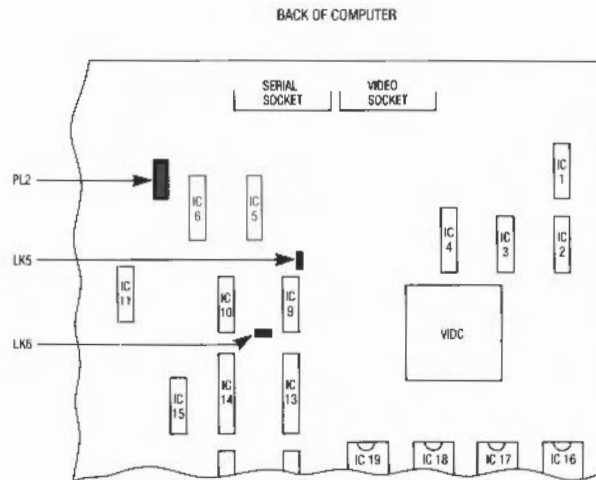 BACK OF COMPUTER
SERIAL
SOCKET
VIDEO
SOCKET
PL2
IC
6
IC
5
IC
1
IC
4
IC
3
IC
2
LK5
IC
11
IC
10
IC
9
VIDC
LK6
IC
15
IC
14
IC
13
IC 19
IC 18
IC 17
IC 16